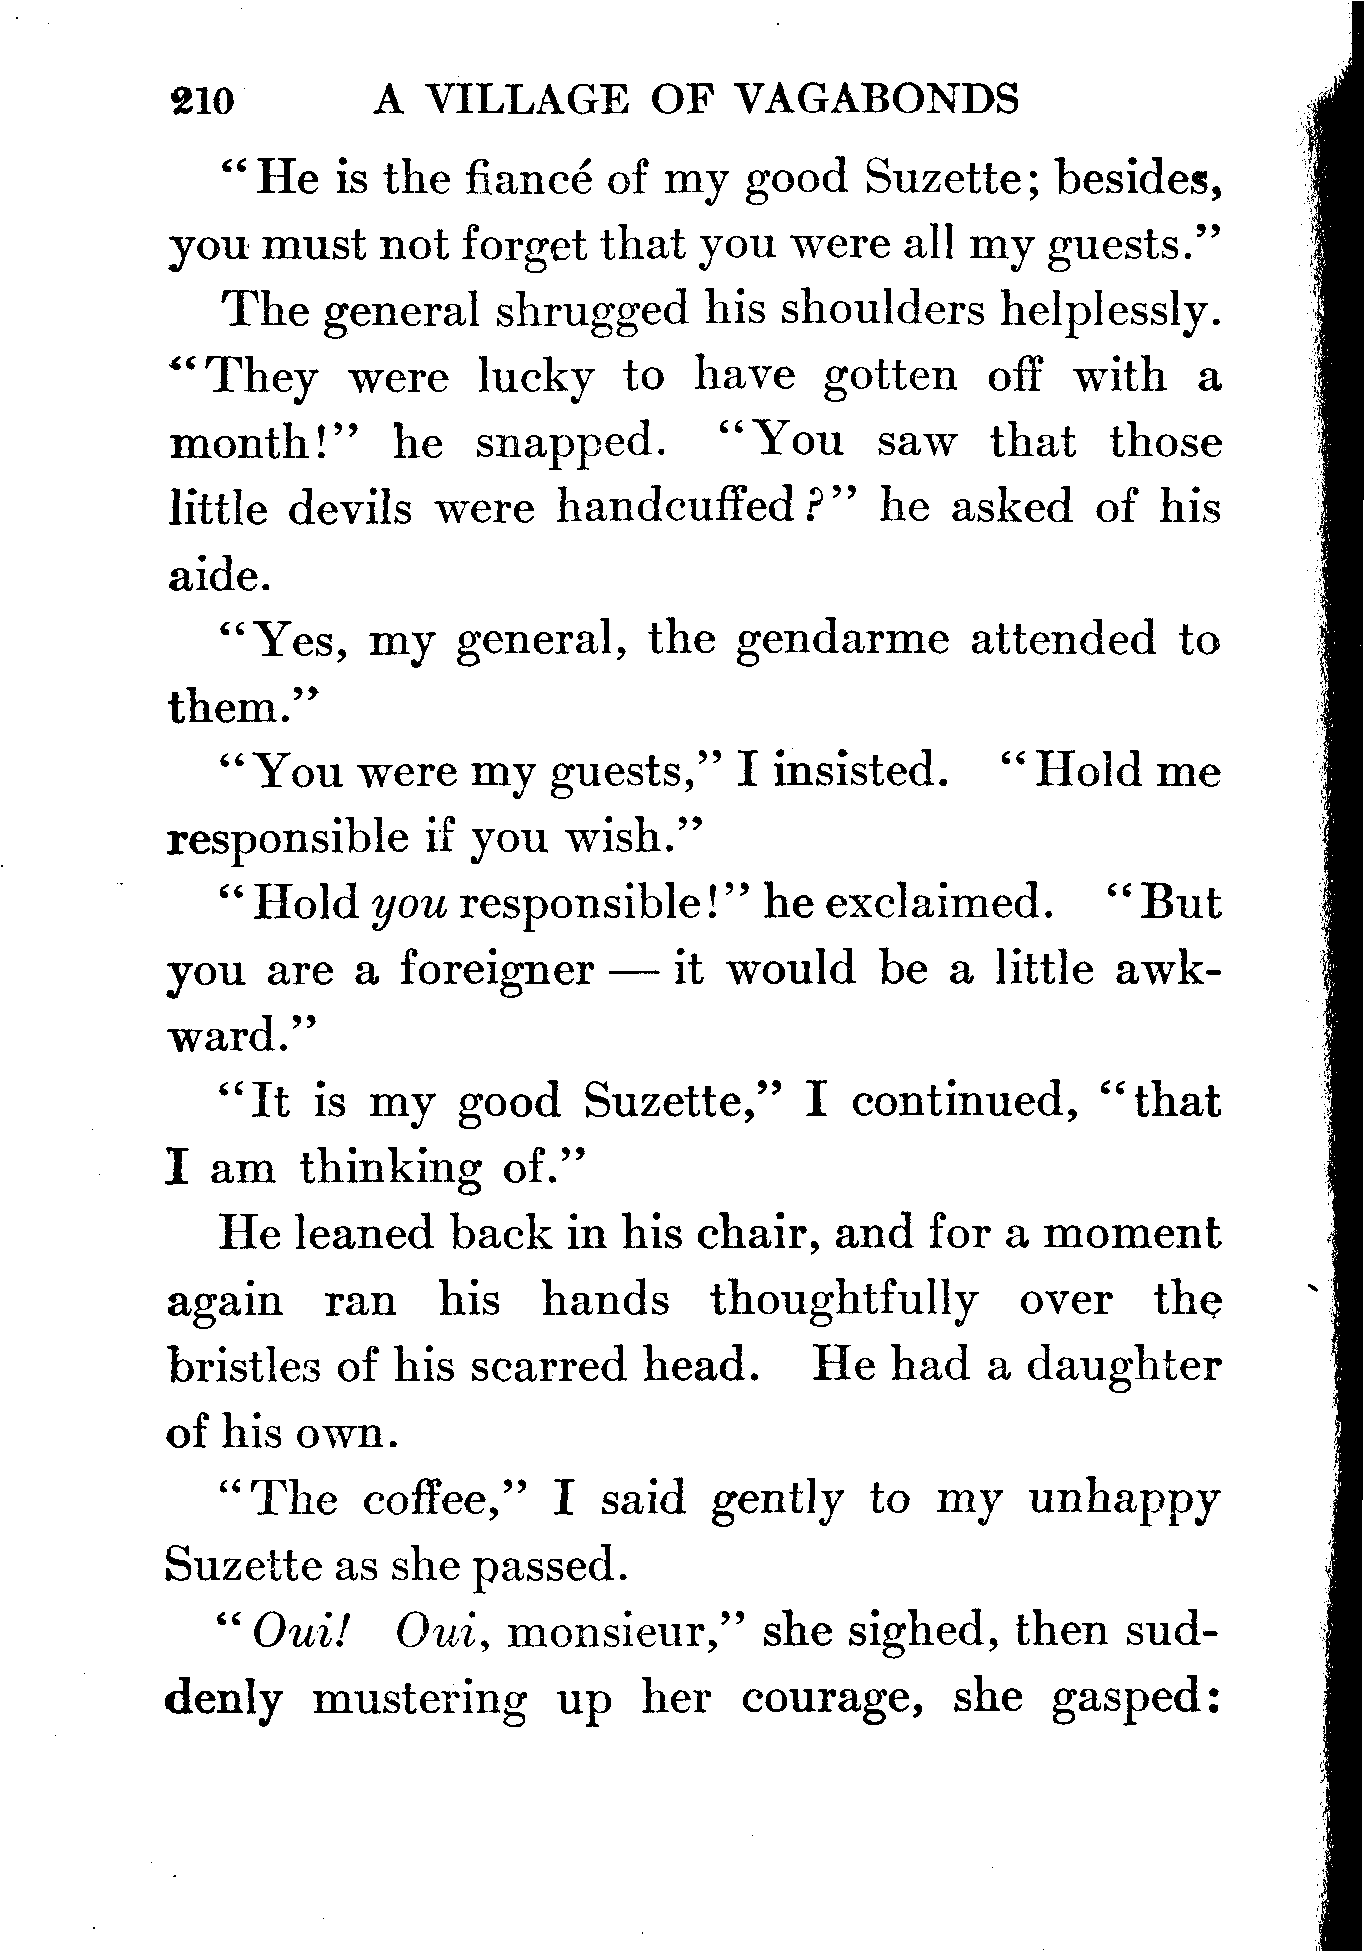 210 A VILLAGE OF VAGABONDS
“He is the fiancé of my good Suzette; besides,
you must not forget that you were all my guests.”
The general shrugged his shoulders helplessly.
“They were lucky to have gotten off with a
month!” he snapped. “You saw that those
little devils were handcuffed?” he asked of his
aide.
“Yes, my general, the gendarme attended to
them.”
“You were my guests,” I insisted. “Hold me
responsible if you wish.”
“Hold you responsible!” he exclaimed. “But
you are a foreigner — it would be a little awk-
ward.”
“It is my good Suzette,” I continued, “that
I am thinking of.”
He leaned back in his chair, and for a moment
again ran his hands thoughtfully over the
bristles of his scarred head. He had a daughter
of his own.
“The coffee,” I said gently to my unhappy
Suzette as she passed.
“Oui! Oui, monsieur,” she sighed, then sud-
denly mustering up her courage, she gasped: